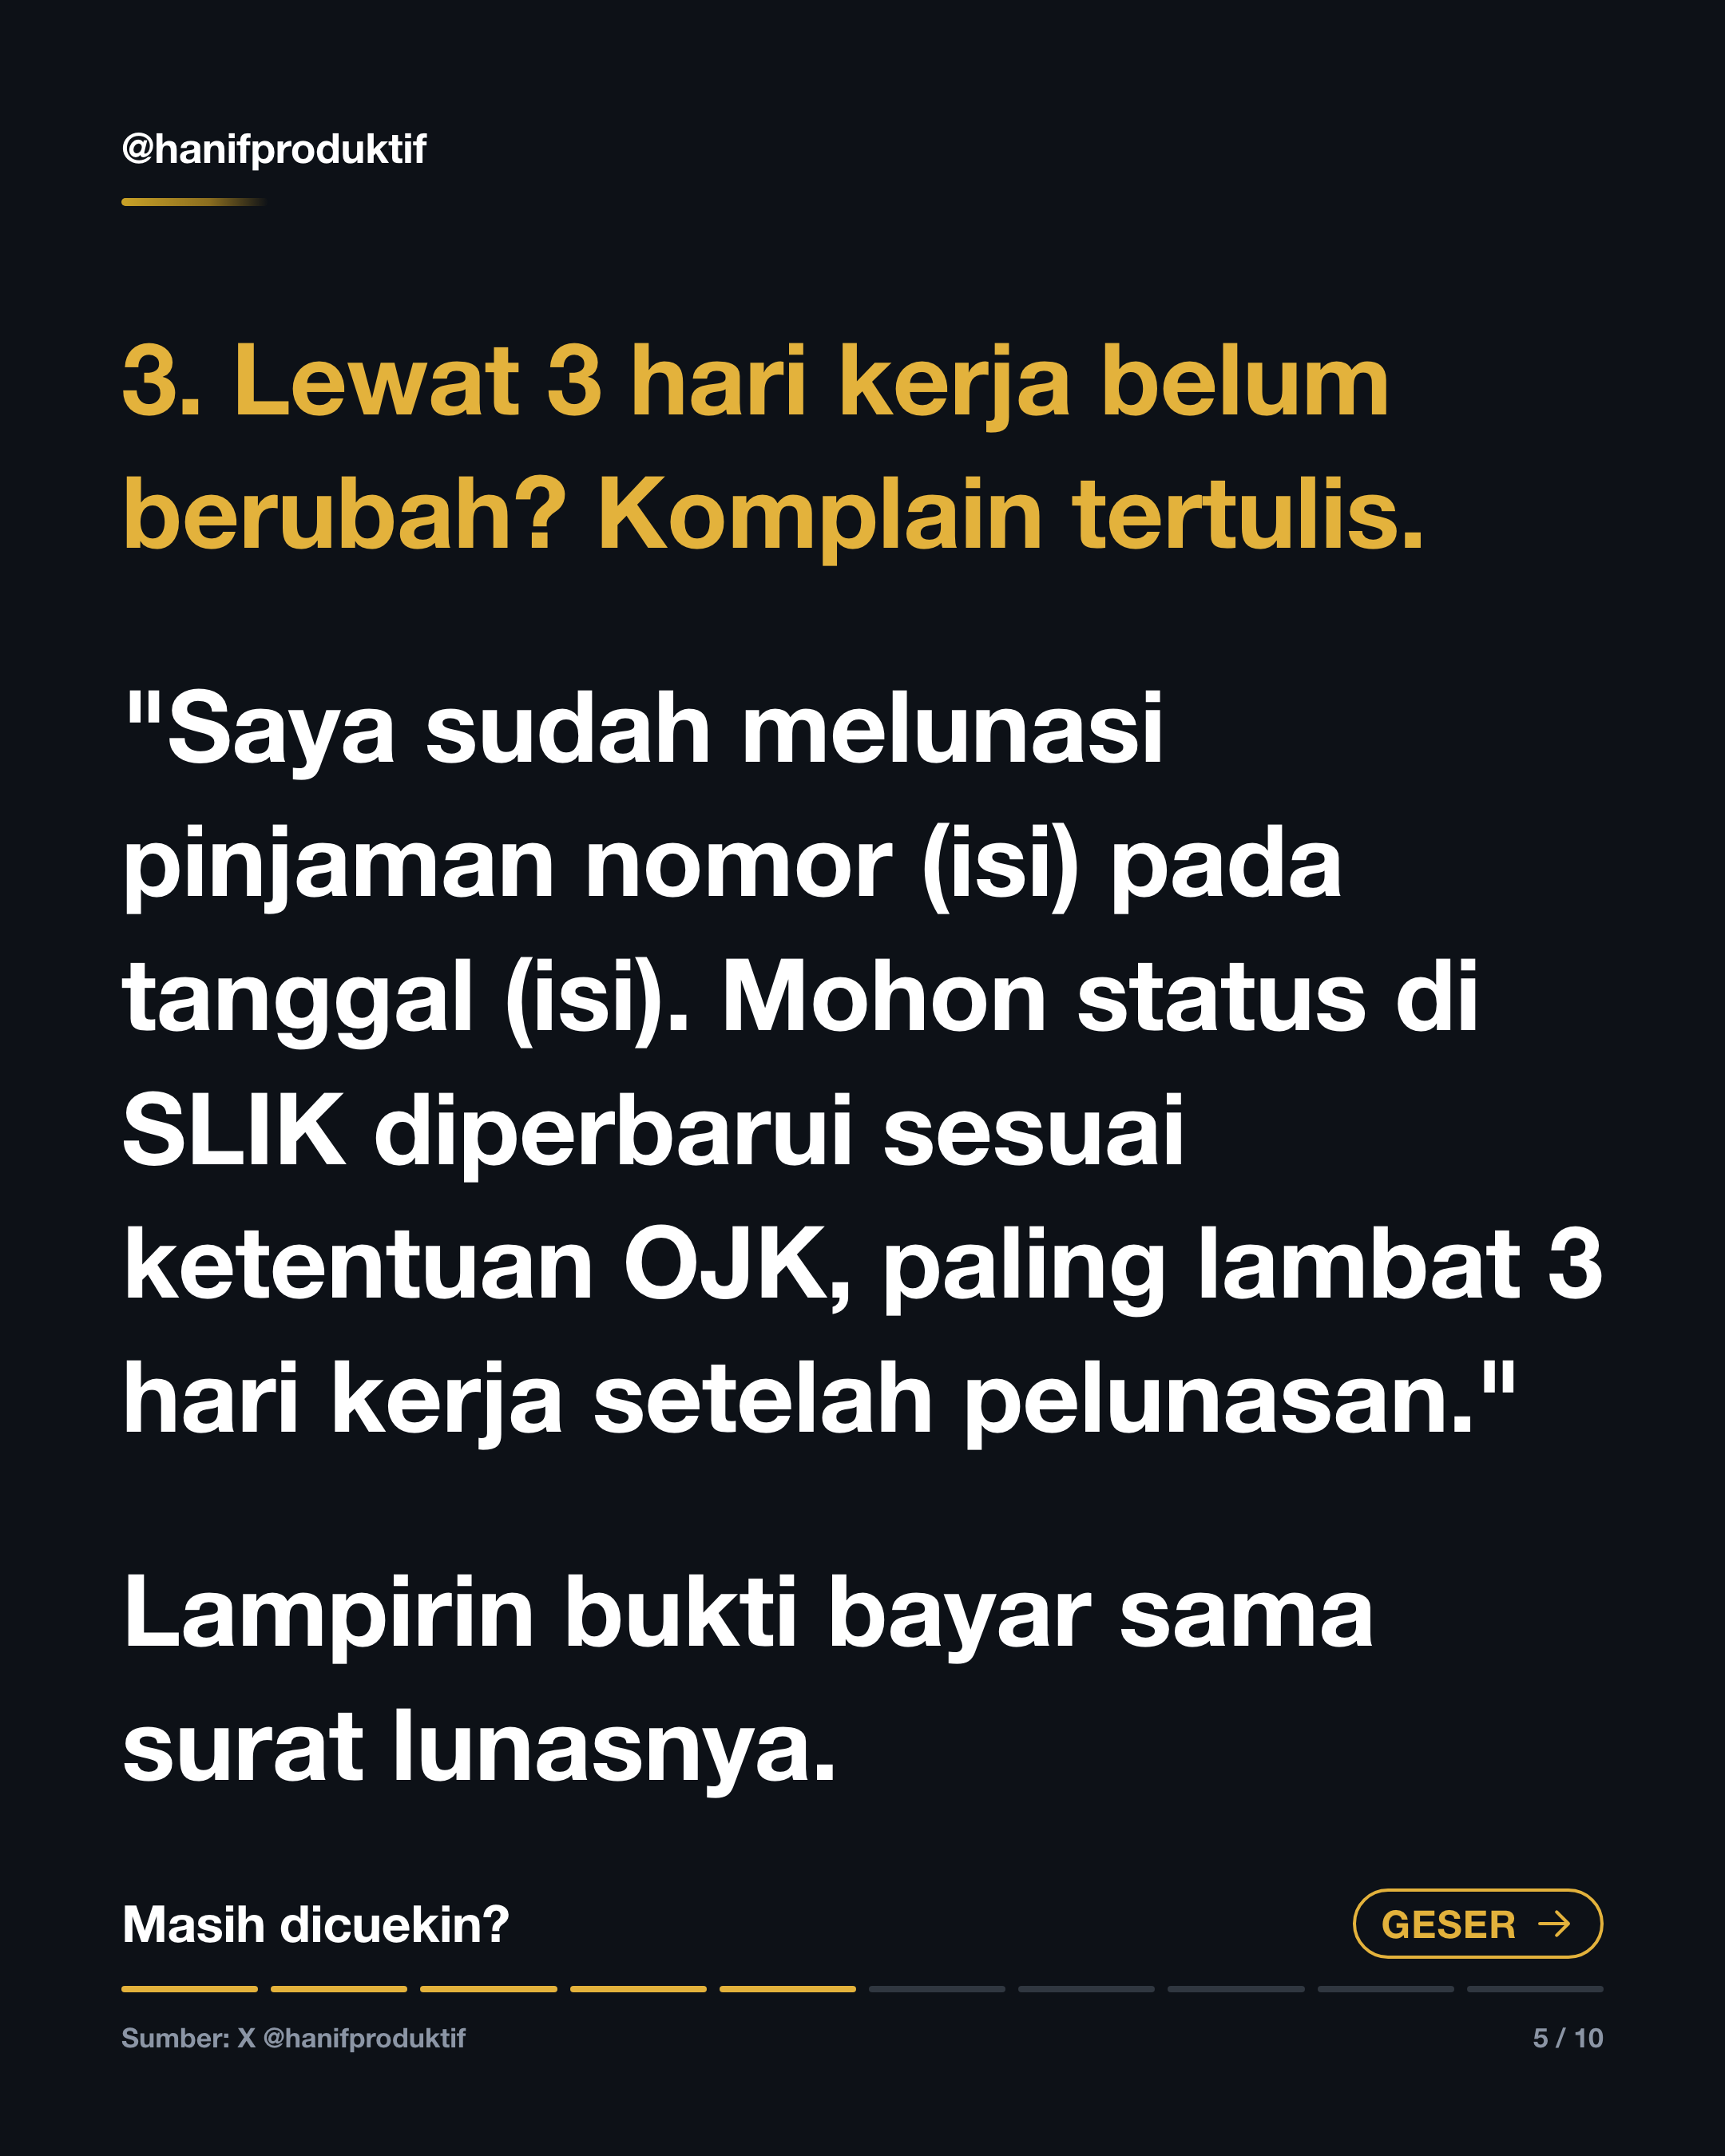 @hanifproduktif
3. Lewat 3 hari kerja belum
berubah? Komplain tertulis.
"Saya sudah melunasi
pinjaman nomor (isi) pada
tanggal (isi). Mohon status di
SLIK diperbarui sesuai
ketentuan OJK, paling lambat 3
hari kerja setelah pelunasan."
Lampirin bukti bayar sama
surat lunasnya.
Masih dicuekin?
GESER →
Sumber: X @hanifproduktif
5 / 10